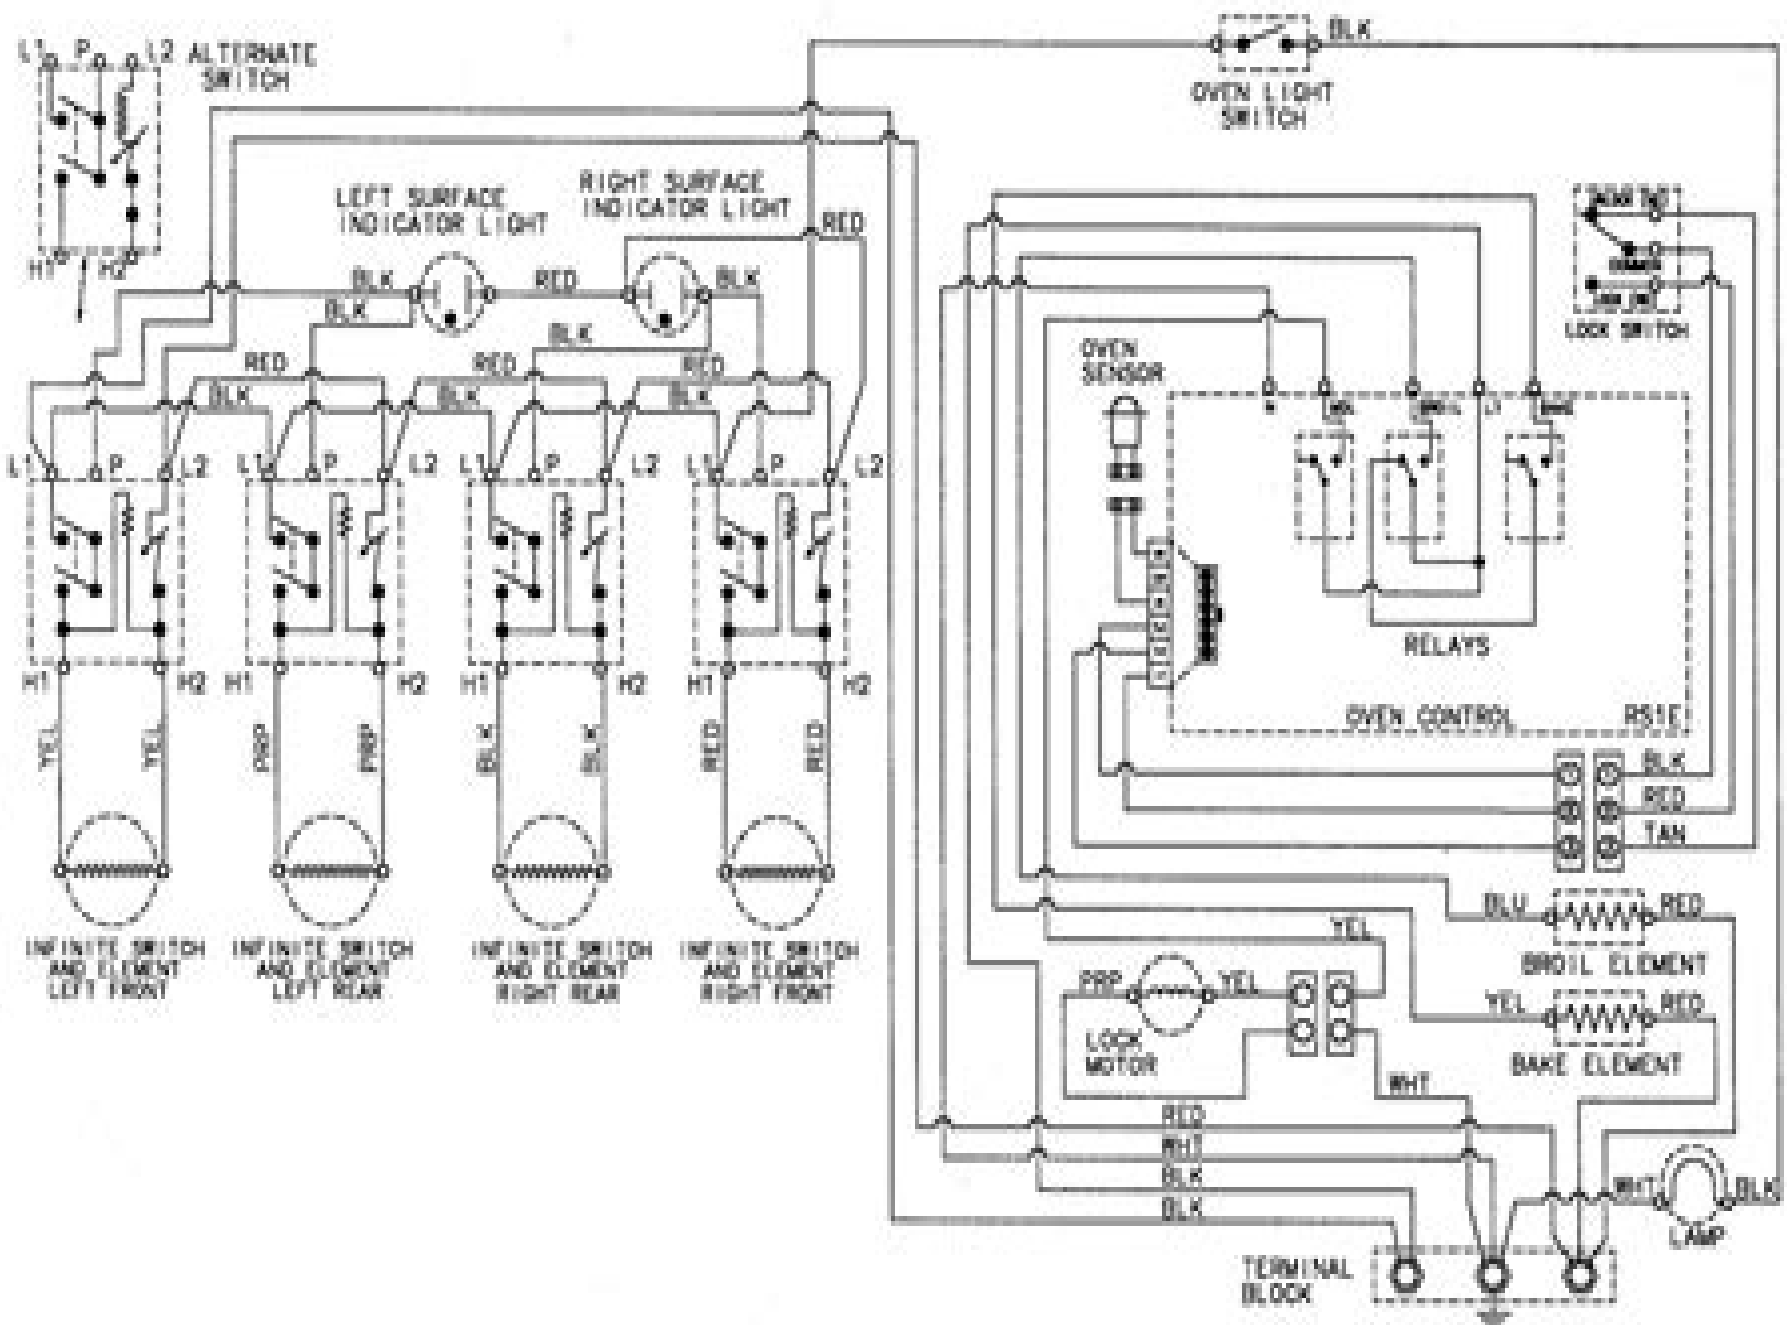 L1 P L2 ALTERNATE
SWITCH
H1 H2
BLK
OVEN LIGHT
SWITCH
LEFT SURFACE
INDICATOR LIGHT
RIGHT SURFACE
INDICATOR LIGHT
RED
BLK
RED
BLK
BLK
BLK
RED
RED
RED
BLK
BLK
BLK
L1 P L2
L1 P L2
L1 P L2
L1 P L2
H1 H2
H1 H2
H1 H2
H1 H2
YEL YEL
PRP PRP
BLK BLK
RED RED
INFINITE SWITCH
AND ELEMENT
LEFT FRONT
INFINITE SWITCH
AND ELEMENT
LEFT REAR
INFINITE SWITCH
AND ELEMENT
RIGHT REAR
INFINITE SWITCH
AND ELEMENT
RIGHT FRONT
LOCK SWITCH
OVEN
SENSOR
BROIL L1
RELAYS
OVEN CONTROL
BLK
RED
TAN
BLU RED
BROIL ELEMENT
YEL
PRP YEL
LOCK
MOTOR
YEL RED
BAKE ELEMENT
WHT
RED
WHT
BLK
BLK
WHT BLK
LAMP
TERMINAL
BLOCK